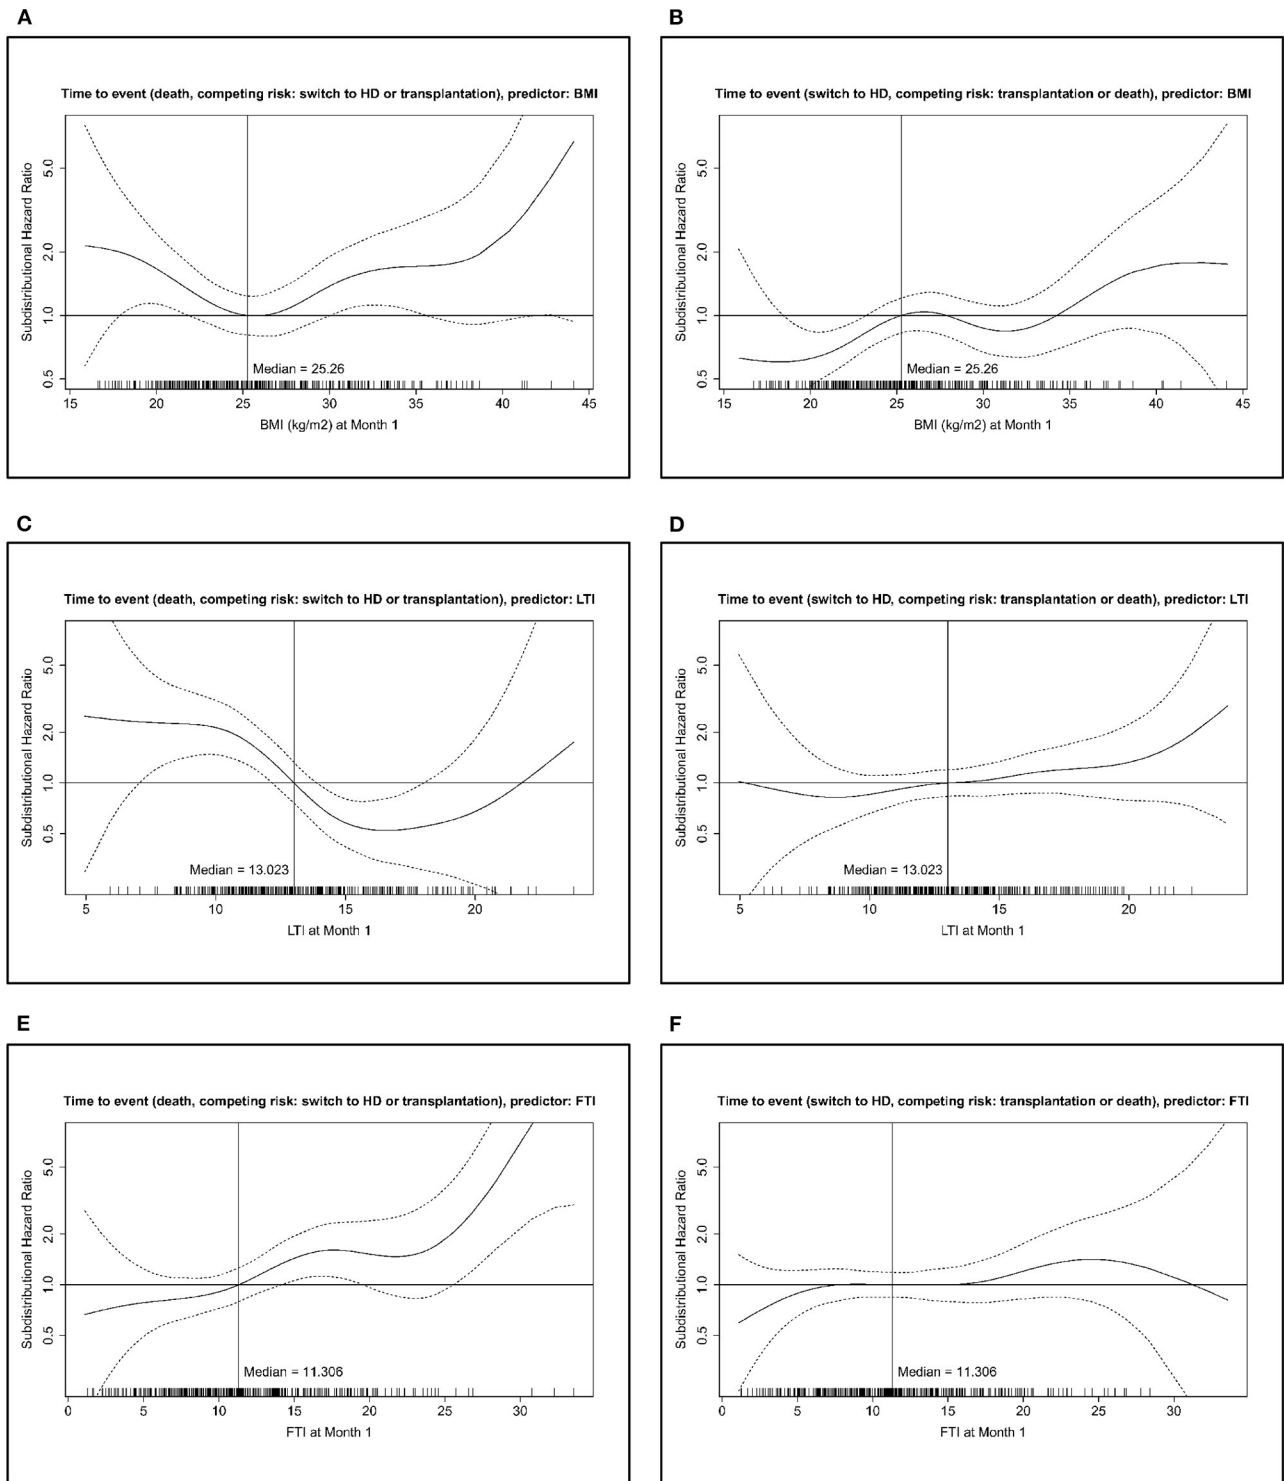 A
Time to event (death, competing risk: switch to HD or transplantation), predictor: BMI
Subdistributional Hazard Ratio
5.0
2.0
1.0
0.5
Median = 25.26
15 20 25 30 35 40 45
BMI (kg/m2) at Month 1
B
Time to event (switch to HD, competing risk: transplantation or death), predictor: BMI
Subdistributional Hazard Ratio
5.0
2.0
1.0
0.5
Median = 25.26
15 20 25 30 35 40 45
BMI (kg/m2) at Month 1
C
Time to event (death, competing risk: switch to HD or transplantation), predictor: LTI
Subdistributional Hazard Ratio
5.0
2.0
1.0
0.5
Median = 13.023
5 10 15 20
LTI at Month 1
D
Time to event (switch to HD, competing risk: transplantation or death), predictor: LTI
Subdistributional Hazard Ratio
5.0
2.0
1.0
0.5
Median = 13.023
5 10 15 20
LTI at Month 1
E
Time to event (death, competing risk: switch to HD or transplantation), predictor: FTI
Subdistributional Hazard Ratio
5.0
2.0
1.0
0.5
Median = 11.306
0 5 10 15 20 25 30
FTI at Month 1
F
Time to event (switch to HD, competing risk: transplantation or death), predictor: FTI
Subdistributional Hazard Ratio
5.0
2.0
1.0
0.5
Median = 11.306
0 5 10 15 20 25 30
FTI at Month 1